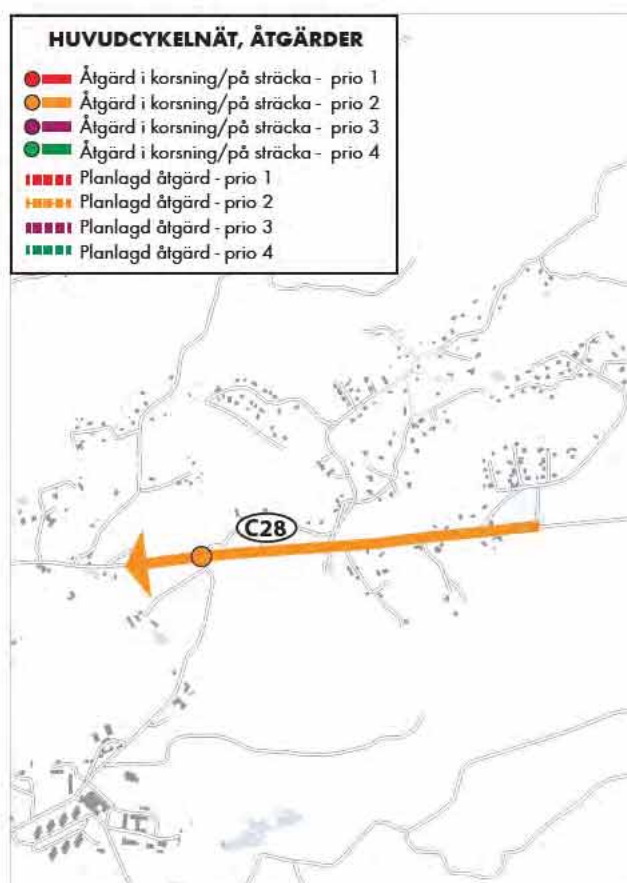 HUVUDCYKELNÄT, ÅTGÄRDER
Åtgärd i korsning/på sträcka - prio 1
Åtgärd i korsning/på sträcka - prio 2
Åtgärd i korsning/på sträcka - prio 3
Åtgärd i korsning/på sträcka - prio 4
Planlagd åtgärd - prio 1
Planlagd åtgärd - prio 2
Planlagd åtgärd - prio 3
Planlagd åtgärd - prio 4
C28